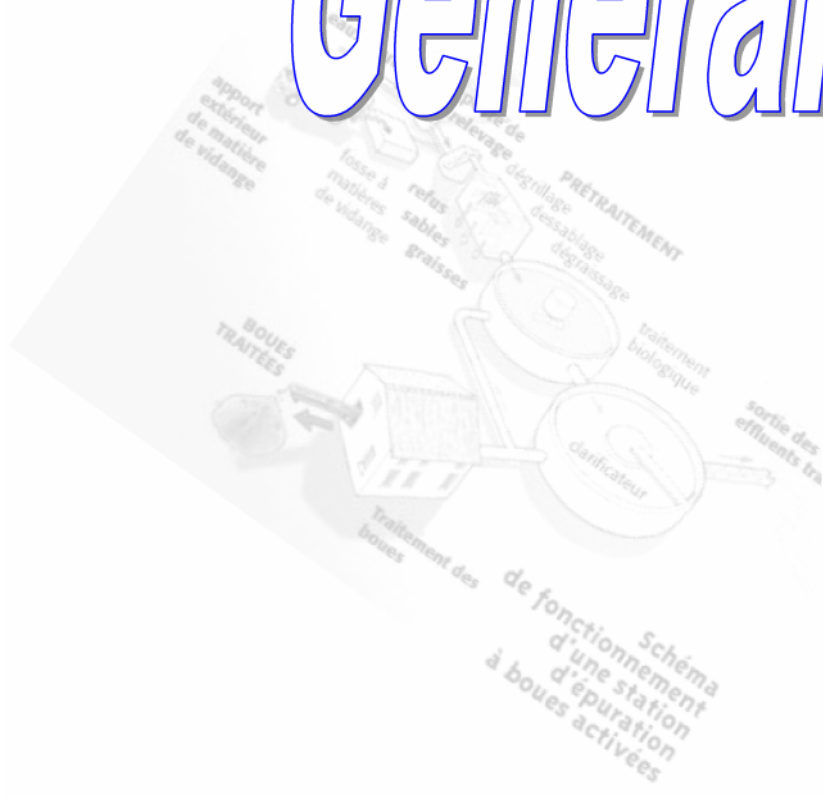 Général
eau
apport
extérieur
de matière
de vidange
fosse à
matières
de vidange
refus
sables
graisses
de
relevage
dégrillage
dessablage
dégraissage
PRÉTRAITEMENT
traitement
biologique
BOUES
TRAITÉES
clarificateur
sortie des
effluents
Traitement des
boues
Schéma
de fonctionnement
d'une station
d'épuration
à boues activées